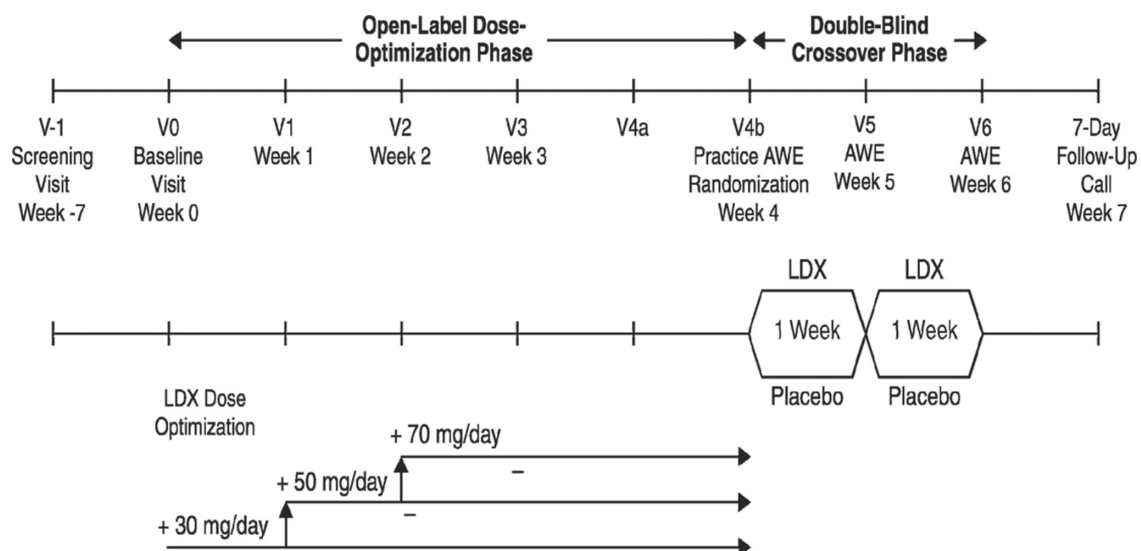 Open-Label Dose-
Optimization Phase
Double-Blind
Crossover Phase
V-1
Screening
Visit
Week -7
V0
Baseline
Visit
Week 0
V1
Week 1
V2
Week 2
V3
Week 3
V4a
V4b
Practice AWE
Randomization
Week 4
V5
AWE
Week 5
V6
AWE
Week 6
7-Day
Follow-Up
Call
Week 7
LDX
LDX
1 Week
1 Week
Placebo
Placebo
LDX Dose
Optimization
+ 70 mg/day
–
+ 50 mg/day
–
+ 30 mg/day